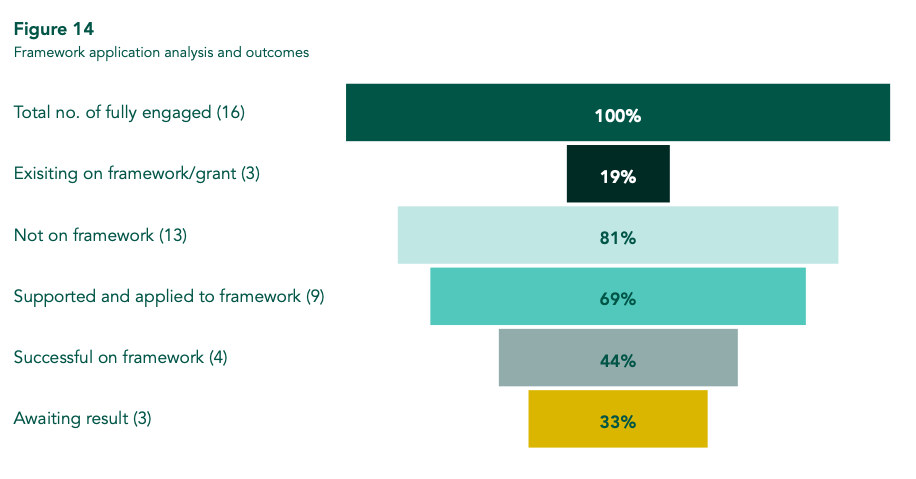 Figure 14
Framework application analysis and outcomes
Total no. of fully engaged (16)
100%
Exisiting on framework/grant (3)
19%
Not on framework (13)
81%
Supported and applied to framework (9)
69%
Successful on framework (4)
44%
Awaiting result (3)
33%